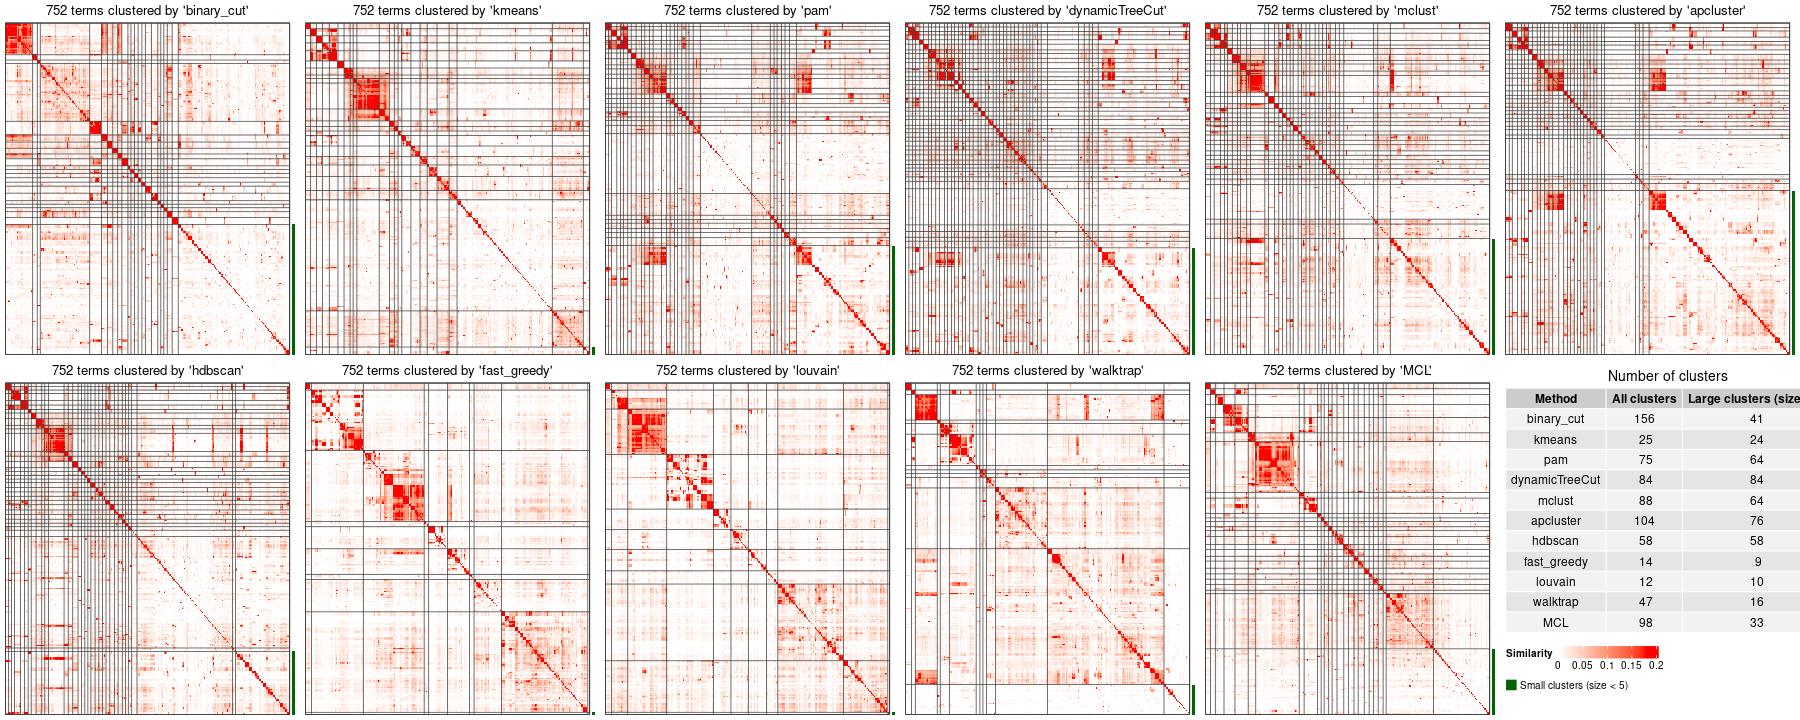 752 terms clustered by 'binary_cut'
752 terms clustered by 'kmeans'
752 terms clustered by 'pam'
752 terms clustered by 'dynamicTreeCut'
752 terms clustered by 'mclust'
752 terms clustered by 'apcluster'
752 terms clustered by 'hdbscan'
752 terms clustered by 'fast_greedy'
752 terms clustered by 'louvain'
752 terms clustered by 'walktrap'
752 terms clustered by 'MCL'
Number of clusters
Method All clusters Large clusters (size
binary_cut 156 41
kmeans 25 24
pam 75 64
dynamicTreeCut 84 84
mclust 88 64
apcluster 104 76
hdbscan 58 58
fast_greedy 14 9
louvain 12 10
walktrap 47 16
MCL 98 33
Similarity
0 0.05 0.1 0.15 0.2
Small clusters (size < 5)